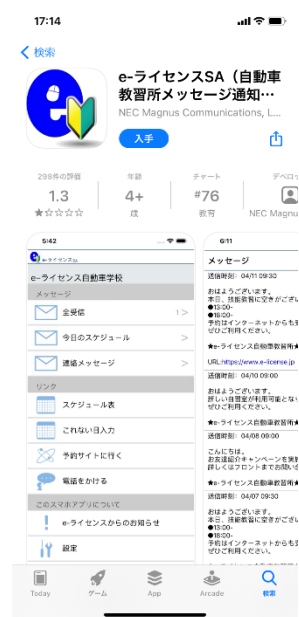 17:14
検索
e-ライセンスSA（自動車
教習所メッセージ通知…
NEC Magnus Communications, L...
入手
298件の評価
年齢
チャート
デベロッ
1.3
4+
#76
★☆☆☆☆
歳
教育
NEC Magnu
5:42
e-ライセンスSA
e-ライセンス自動車学校
メッセージ
全受信
1
今日のスケジュール
連絡メッセージ
リンク
スケジュール表
これない日入力
予約サイトに行く
電話をかける
このスマホアプリについて
e-ライセンスからのお知らせ
設定
6:11
メッセージ
送信時刻：04/11 09:30
おはようございます。
本日、技能教習に空きがござい
●13:00-
●16:00-
予約はインターネットからも
ぜひご利用ください。
★e-ライセンス自動車教習所★
URL:https://www.e-license.jp
送信時刻：04/10 09:00
おはようございます。
詳しい自習室が利用可能とな
ぜひご利用ください。
★e-ライセンス自動車教習所★
送信時刻：04/08 09:00
こんにちは。
お友達紹介キャンペーンを実施
詳しくはフロントまでお問い
★e-ライセンス自動車教習所★
送信時刻：04/07 09:30
おはようございます。
本日、技能教習に空きがござい
●13:00-
●16:00-
予約はインターネットからも
ぜひご利用ください。
Today
ゲーム
App
Arcade
検索